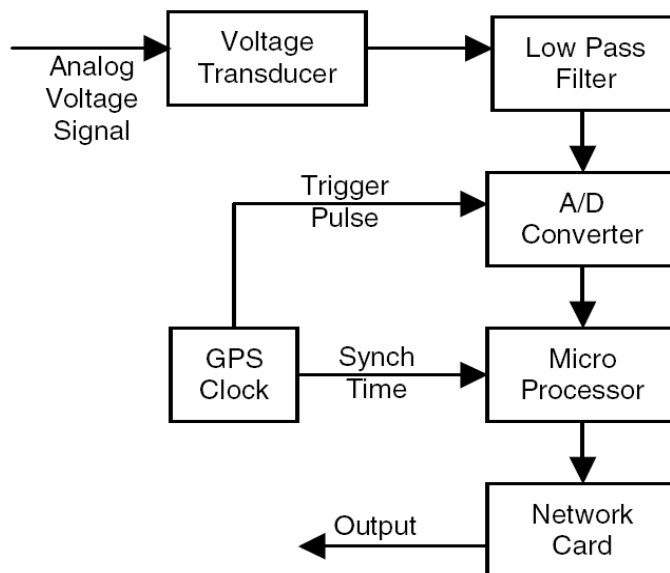 Analog
Voltage
Signal
Voltage
Transducer
Low Pass
Filter
Trigger
Pulse
A/D
Converter
GPS
Clock
Synch
Time
Micro
Processor
Output
Network
Card